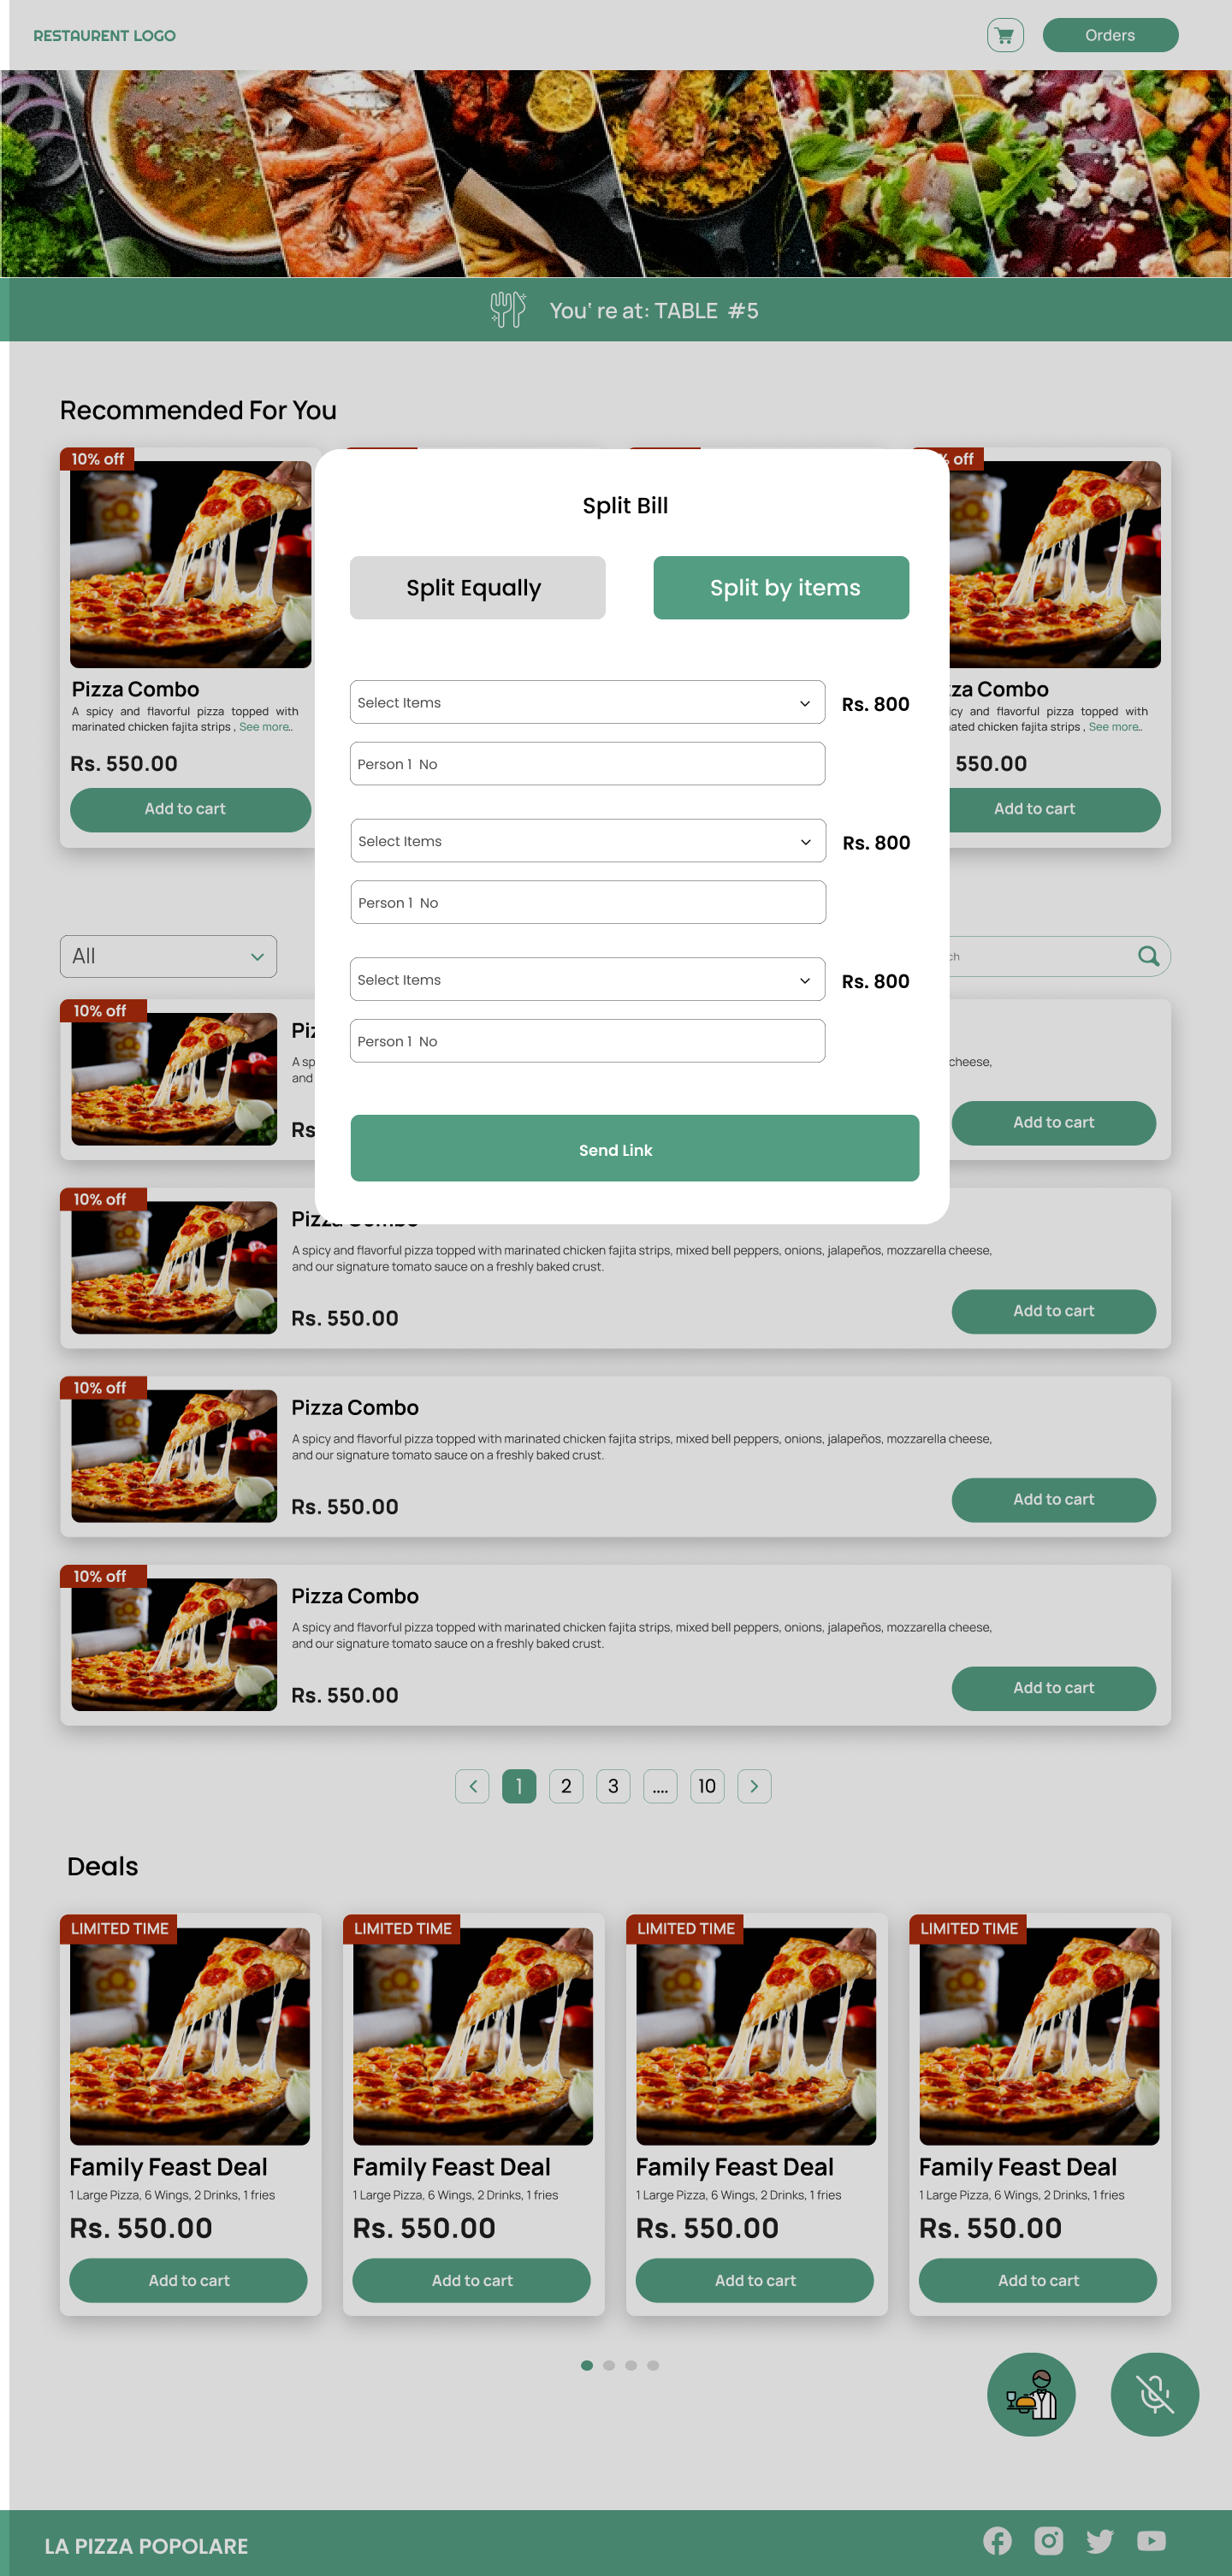 RESTAURENT LOGO
Orders
You' re at: TABLE #5
Recommended For You
10% off
off
Split Bill
Split Equally
Split by items
Select Items
Rs. 800
Person 1 No
Select Items
Rs. 800
Person 1 No
Select Items
Rs. 800
Person 1 No
Send Link
Pizza Combo
A spicy and flavorful pizza topped with
marinated chicken fajita strips , See more..
Rs. 550.00
Add to cart
and flavorful pizza topped with
chicken fajita strips , See more..
550.00
Add to cart
All
10% off
A sp
cheese,
and
Rs
Add to cart
10% off
A spicy and flavorful pizza topped with marinated chicken fajita strips, mixed bell peppers, onions, jalapeños, mozzarella cheese,
and our signature tomato sauce on a freshly baked crust.
Rs. 550.00
Add to cart
10% off
Pizza Combo
A spicy and flavorful pizza topped with marinated chicken fajita strips, mixed bell peppers, onions, jalapeños, mozzarella cheese,
and our signature tomato sauce on a freshly baked crust.
Rs. 550.00
Add to cart
10% off
Pizza Combo
A spicy and flavorful pizza topped with marinated chicken fajita strips, mixed bell peppers, onions, jalapeños, mozzarella cheese,
and our signature tomato sauce on a freshly baked crust.
Rs. 550.00
Add to cart
1 2 3 .... 10
Deals
LIMITED TIME
Family Feast Deal
1 Large Pizza, 6 Wings, 2 Drinks, 1 fries
Rs. 550.00
Add to cart
LIMITED TIME
Family Feast Deal
1 Large Pizza, 6 Wings, 2 Drinks, 1 fries
Rs. 550.00
Add to cart
LIMITED TIME
Family Feast Deal
1 Large Pizza, 6 Wings, 2 Drinks, 1 fries
Rs. 550.00
Add to cart
LIMITED TIME
Family Feast Deal
1 Large Pizza, 6 Wings, 2 Drinks, 1 fries
Rs. 550.00
Add to cart
LA PIZZA POPOLARE